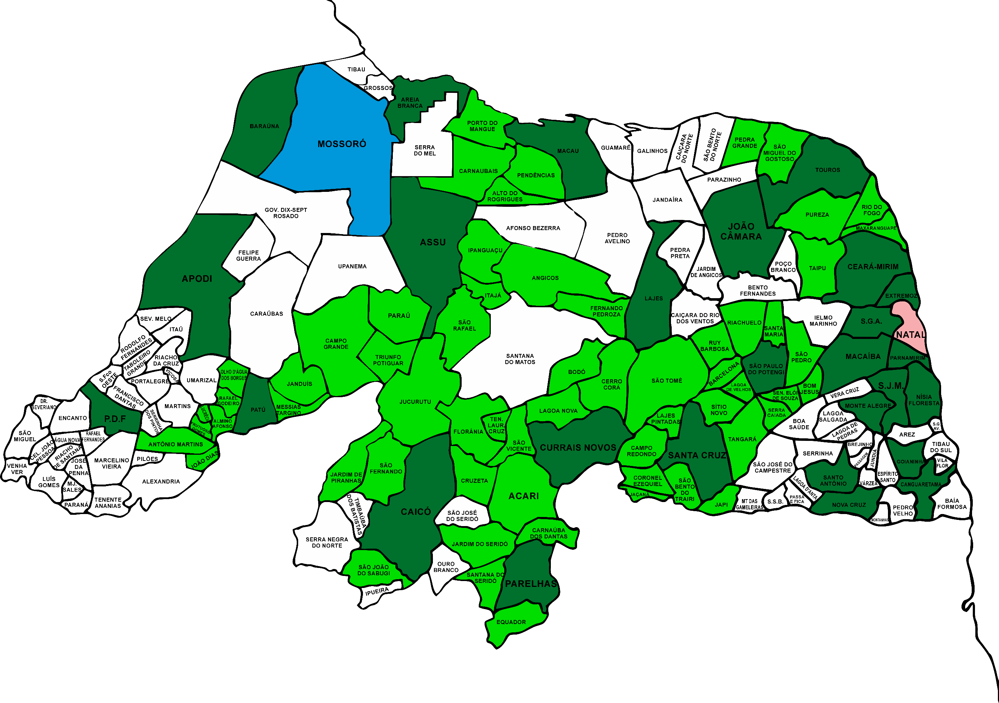 TIBAU
GROSSOS
AREIA
BRANCA
BARAÚNA
MOSSORÓ
SERRA
DO MEL
PORTO DO
MANGUE
MACAU
GUAMARÉ
GALINHOS
CAIÇARA
DO NORTE
SÃO BENTO
DO NORTE
PEDRA
GRANDE
SÃO
MIGUEL DO
GOSTOSO
TOUROS
CARNAUBAIS
PENDÊNCIAS
PARAZINHO
ALTO DO
ROGRIGUES
JANDAÍRA
GOV. DIX-SEPT
ROSADO
PUREZA
RIO DO
FOGO
MAXARANGUAPE
AFONSO BEZERRA
PEDRO
AVELINO
JOÃO
CÂMARA
ASSU
IPANGUAÇU
FELIPE
GUERRA
UPANEMA
PEDRA
PRETA
JARDIM
DE ANGICOS
POÇO
BRANCO
TAIPU
CEARÁ-MIRIM
APODI
ANGICOS
BENTO
FERNANDES
EXTREMOZ
ITAJÁ
LAJES
FERNANDO
PEDROZA
CARAÚBAS
PARAÚ
SÃO
RAFAEL
CAIÇARA DO RIO
DOS VENTOS
RIACHUELO
SANTA
MARIA
IELMO
MARINHO
S.G.A.
NATAL
SEV. MELO
ITAÚ
RODOLFO
FERNANDES
TABOLEIRO
GRANDE
RIACHO
DA CRUZ
VIÇOSA
CAMPO
GRANDE
TRIUNFO
POTIGUAR
SANTANA
DO MATOS
RUY
BARBOSA
SÃO
PEDRO
MACAÍBA
PARNAMIRIM
SÃO PAULO
DO POTENGI
BARCELONA
LAGOA
DE VELHOS
BODÓ
CERRO
CORÁ
SÃO TOMÉ
S.Fco
OESTE
PORTALEGRE
UMARIZAL
OLHO D'ÁGUA
DOS BORGES
JANDUÍS
BOM
JESUS
SEN. ELÓI
DE SOUZA
VERA CRUZ
S.J.M.
NÍSIA
FLORESTA
FRANCISCO
DANTAS
MARTINS
RAFAEL
GODEIRO
PATÚ
MESSIAS
TARGINO
JUCURUTU
LAGOA NOVA
LAJES
PINTADAS
SÍTIO
NOVO
SERRA
CAIADA
MONTE ALEGRE
DR.
SEVERIANO
ENCANTO
P.D.F
SERRINHA
DOS PINTOS
LUCRÉCIA
ALMINO
AFONSO
FRUTUOSO
GOMES
TEN.
LAUR.
CRUZ
FLORÂNIA
SÃO
VICENTE
CURRAIS NOVOS
TANGARÁ
BOA
SAÚDE
LAGOA
SALGADA
LAGOA DE
PEDRAS
S.G.
AV.
AREZ
SÃO
MIGUEL
ÁGUA NOVA
RAFAEL
FERNANDES
ANTÔNIO MARTINS
CEL. JOÃO
PESSOA
RIACHO
DE SANTANA
JOSÉ
DA
PENHA
MARCELINO
VIEIRA
PILÕES
JOÃO DIAS
CAMPO
REDONDO
SANTA CRUZ
SERRINHA
BREJINHO
PASSAGEM
JUNDIÁ
TIBAU
DO SUL
GOIANINHA
VILA
FLOR
VENHA
VER
LUÍS
GOMES
MJ.
SALES
ALEXANDRIA
SÃO
FERNANDO
JARDIM DE
PIRANHAS
CRUZETA
ACARI
CORONEL
EZEQUIEL
SÃO
BENTO
DO
TRAIRI
JAÇANÃ
SÃO JOSÉ DO
CAMPESTRE
LAGOA D'ANTA
SANTO
ANTÔNIO
VÁRZEA
ESPÍRITO
SANTO
CANGUARETAMA
PARANÁ
TENENTE
ANANIAS
TIMBAÚBA
DOS BATISTAS
CAICÓ
SÃO JOSÉ
DO SERIDÓ
JAPI
MT DAS
GAMELEIRAS
S.S.B.
PASSA
E FICA
NOVA CRUZ
MONTANHAS
PEDRO
VELHO
BAÍA
FORMOSA
SERRA NEGRA
DO NORTE
JARDIM DO SERIDÓ
CARNAÚBA
DOS DANTAS
SÃO JOÃO
DO SABUGI
IPUEIRA
OURO
BRANCO
SANTANA DO
SERIDÓ
PARELHAS
EQUADOR